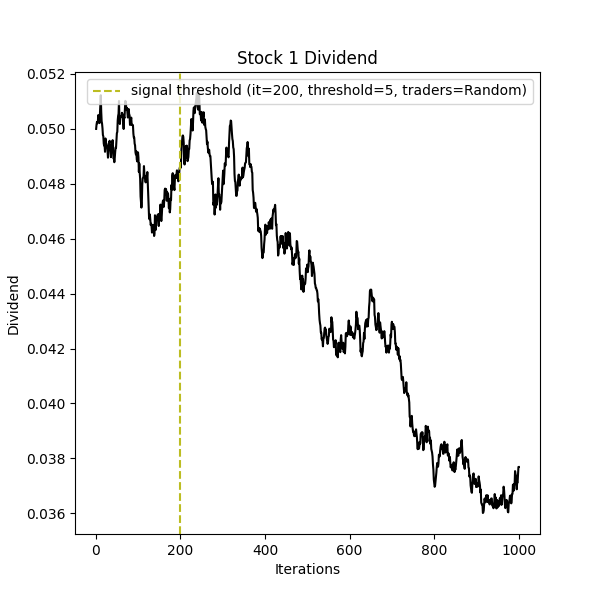 Stock 1 Dividend
signal threshold (it=200, threshold=5, traders=Random)
0.052
0.050
0.048
0.046
0.044
0.042
0.040
0.038
0.036
Dividend
0 200 400 600 800 1000
Iterations